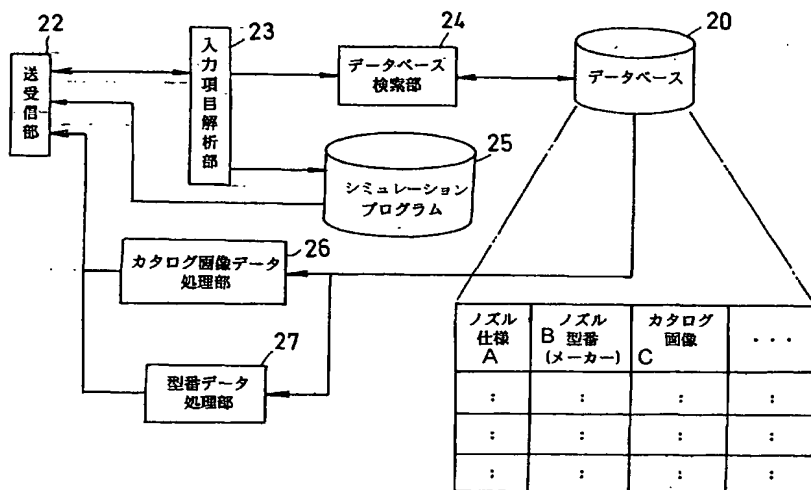 22
送受信部
23
入力項目解析部
24
データベース
検索部
20
データベース
25
シミュレーション
プログラム
26
カタログ画像データ
処理部
27
型番データ
処理部
ノズル
仕様
A
B ノズル
型番
(メーカー)
カタログ
画像
C
・・・
: : : :
: : : :
: : : :